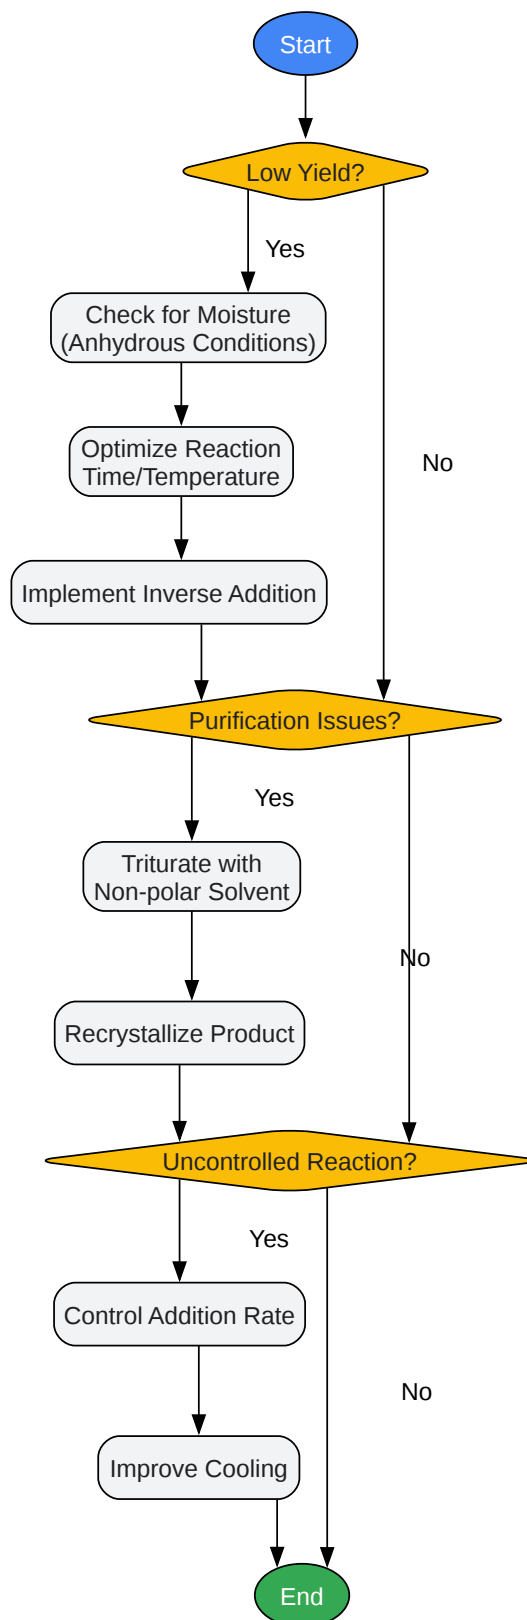 Start
Low Yield?
Yes
Check for Moisture
(Anhydrous Conditions)
Optimize Reaction
Time/Temperature
No
Implement Inverse Addition
Purification Issues?
Yes
Triturate with
Non-polar Solvent
No
Recrystallize Product
Uncontrolled Reaction?
Yes
Control Addition Rate
No
Improve Cooling
End